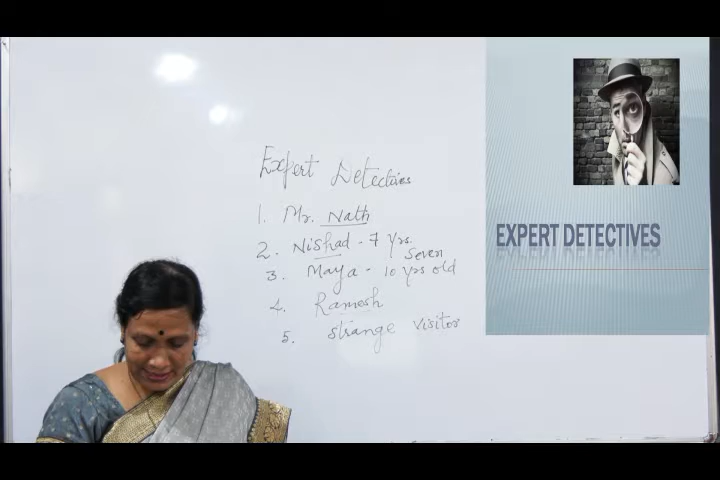 Expert Detectives
1. Mr. Nath
2. Nishad - 7 yrs
Seven
3. Maya - 10 yrs old
4. Ramesh
5. strange visitor
EXPERT DETECTIVES